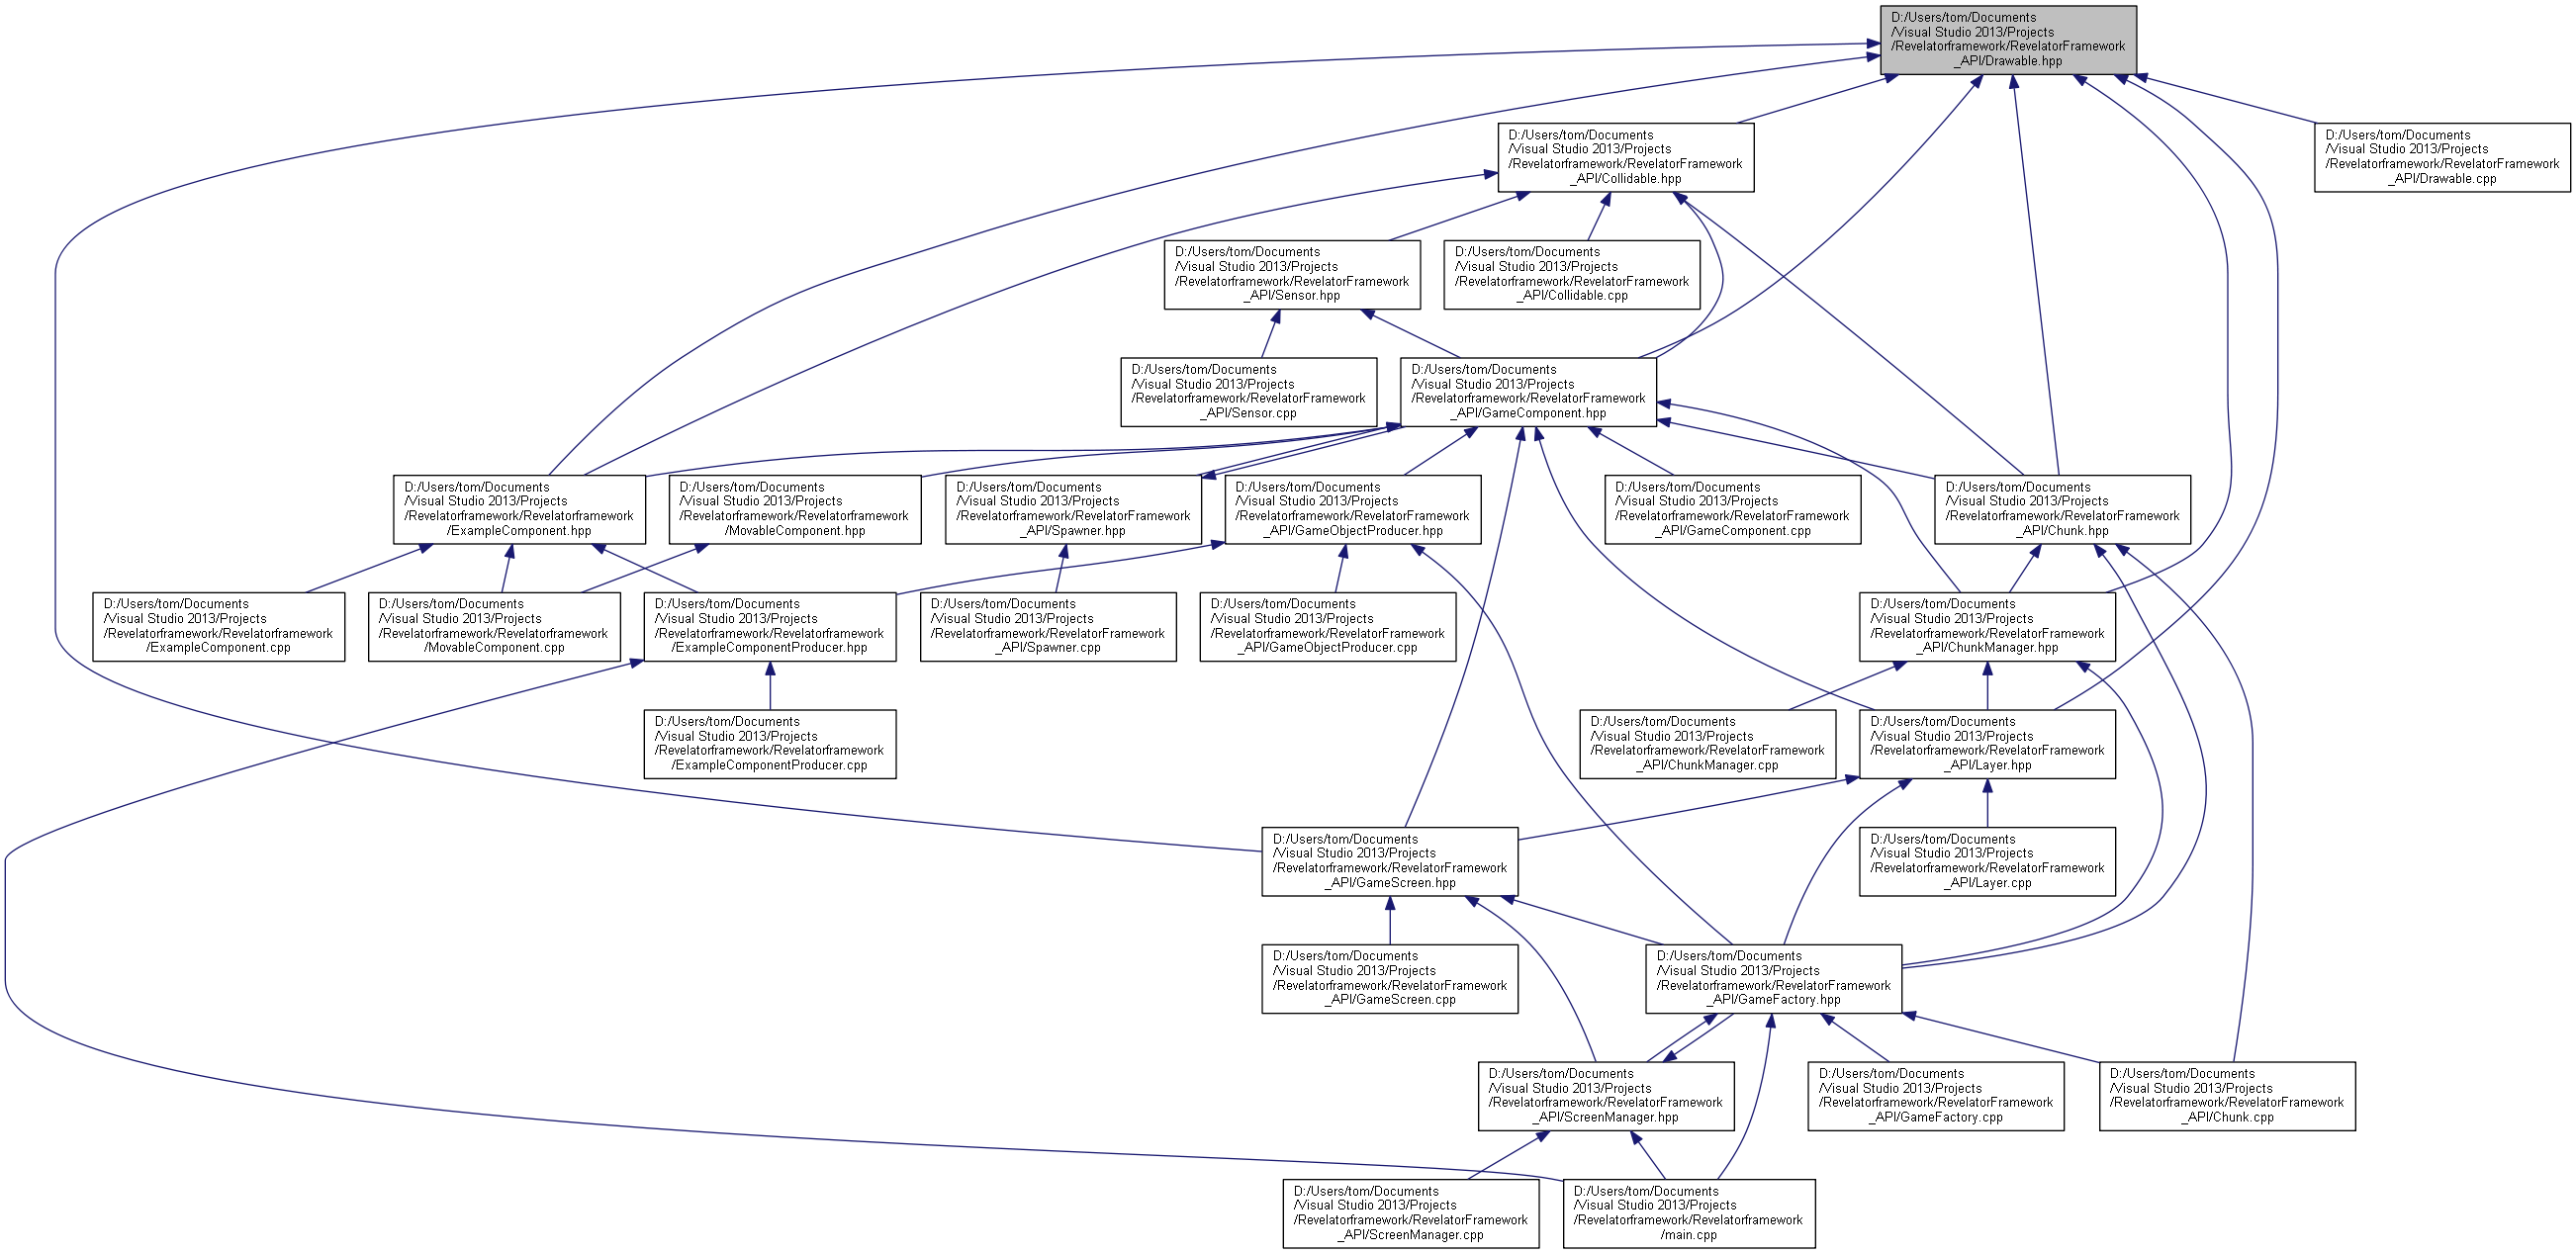 D:/Users/tom/Documents
/Visual Studio 2013/Projects
/Revelatorframework/RevelatorFramework
_API/Drawable.hpp
D:/Users/tom/Documents
/Visual Studio 2013/Projects
/Revelatorframework/RevelatorFramework
_API/Collidable.hpp
D:/Users/tom/Documents
/Visual Studio 2013/Projects
/Revelatorframework/RevelatorFramework
_API/Drawable.cpp
D:/Users/tom/Documents
/Visual Studio 2013/Projects
/Revelatorframework/RevelatorFramework
_API/Sensor.hpp
D:/Users/tom/Documents
/Visual Studio 2013/Projects
/Revelatorframework/RevelatorFramework
_API/Collidable.cpp
D:/Users/tom/Documents
/Visual Studio 2013/Projects
/Revelatorframework/RevelatorFramework
_API/Sensor.cpp
D:/Users/tom/Documents
/Visual Studio 2013/Projects
/Revelatorframework/RevelatorFramework
_API/GameComponent.hpp
D:/Users/tom/Documents
/Visual Studio 2013/Projects
/Revelatorframework/Revelatorframework
/ExampleComponent.hpp
D:/Users/tom/Documents
/Visual Studio 2013/Projects
/Revelatorframework/Revelatorframework
/MovableComponent.hpp
D:/Users/tom/Documents
/Visual Studio 2013/Projects
/Revelatorframework/RevelatorFramework
_API/Spawner.hpp
D:/Users/tom/Documents
/Visual Studio 2013/Projects
/Revelatorframework/RevelatorFramework
_API/GameObjectProducer.hpp
D:/Users/tom/Documents
/Visual Studio 2013/Projects
/Revelatorframework/RevelatorFramework
_API/GameComponent.cpp
D:/Users/tom/Documents
/Visual Studio 2013/Projects
/Revelatorframework/RevelatorFramework
_API/Chunk.hpp
D:/Users/tom/Documents
/Visual Studio 2013/Projects
/Revelatorframework/Revelatorframework
/ExampleComponent.cpp
D:/Users/tom/Documents
/Visual Studio 2013/Projects
/Revelatorframework/Revelatorframework
/MovableComponent.cpp
D:/Users/tom/Documents
/Visual Studio 2013/Projects
/Revelatorframework/Revelatorframework
/ExampleComponentProducer.hpp
D:/Users/tom/Documents
/Visual Studio 2013/Projects
/Revelatorframework/RevelatorFramework
_API/Spawner.cpp
D:/Users/tom/Documents
/Visual Studio 2013/Projects
/Revelatorframework/RevelatorFramework
_API/GameObjectProducer.cpp
D:/Users/tom/Documents
/Visual Studio 2013/Projects
/Revelatorframework/RevelatorFramework
_API/ChunkManager.hpp
D:/Users/tom/Documents
/Visual Studio 2013/Projects
/Revelatorframework/Revelatorframework
/ExampleComponentProducer.cpp
D:/Users/tom/Documents
/Visual Studio 2013/Projects
/Revelatorframework/RevelatorFramework
_API/ChunkManager.cpp
D:/Users/tom/Documents
/Visual Studio 2013/Projects
/Revelatorframework/RevelatorFramework
_API/Layer.hpp
D:/Users/tom/Documents
/Visual Studio 2013/Projects
/Revelatorframework/RevelatorFramework
_API/GameScreen.hpp
D:/Users/tom/Documents
/Visual Studio 2013/Projects
/Revelatorframework/RevelatorFramework
_API/Layer.cpp
D:/Users/tom/Documents
/Visual Studio 2013/Projects
/Revelatorframework/RevelatorFramework
_API/GameScreen.cpp
D:/Users/tom/Documents
/Visual Studio 2013/Projects
/Revelatorframework/RevelatorFramework
_API/GameFactory.hpp
D:/Users/tom/Documents
/Visual Studio 2013/Projects
/Revelatorframework/RevelatorFramework
_API/ScreenManager.hpp
D:/Users/tom/Documents
/Visual Studio 2013/Projects
/Revelatorframework/RevelatorFramework
_API/GameFactory.cpp
D:/Users/tom/Documents
/Visual Studio 2013/Projects
/Revelatorframework/RevelatorFramework
_API/Chunk.cpp
D:/Users/tom/Documents
/Visual Studio 2013/Projects
/Revelatorframework/RevelatorFramework
_API/ScreenManager.cpp
D:/Users/tom/Documents
/Visual Studio 2013/Projects
/Revelatorframework/Revelatorframework
/main.cpp